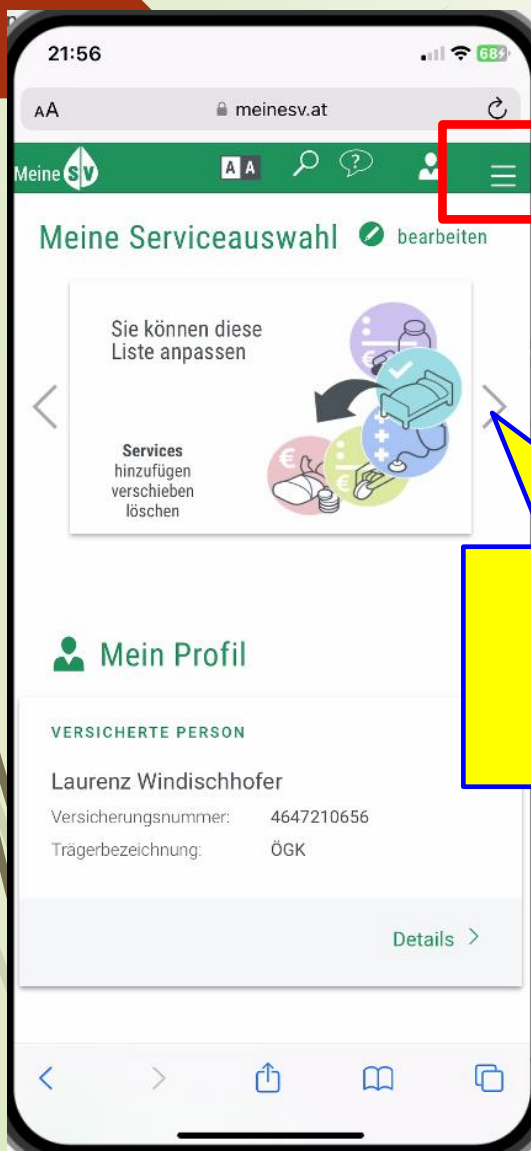 21:56
68
AA meinesv.at
Meine SV A A ?
Meine Serviceauswahl bearbeiten
Sie können diese
Liste anpassen
Services
hinzufügen
verschieben
löschen
Mein Profil
VERSICHERTE PERSON
Laurenz Windischhofer
Versicherungsnummer: 4647210656
Trägerbezeichnung: ÖGK
Details >